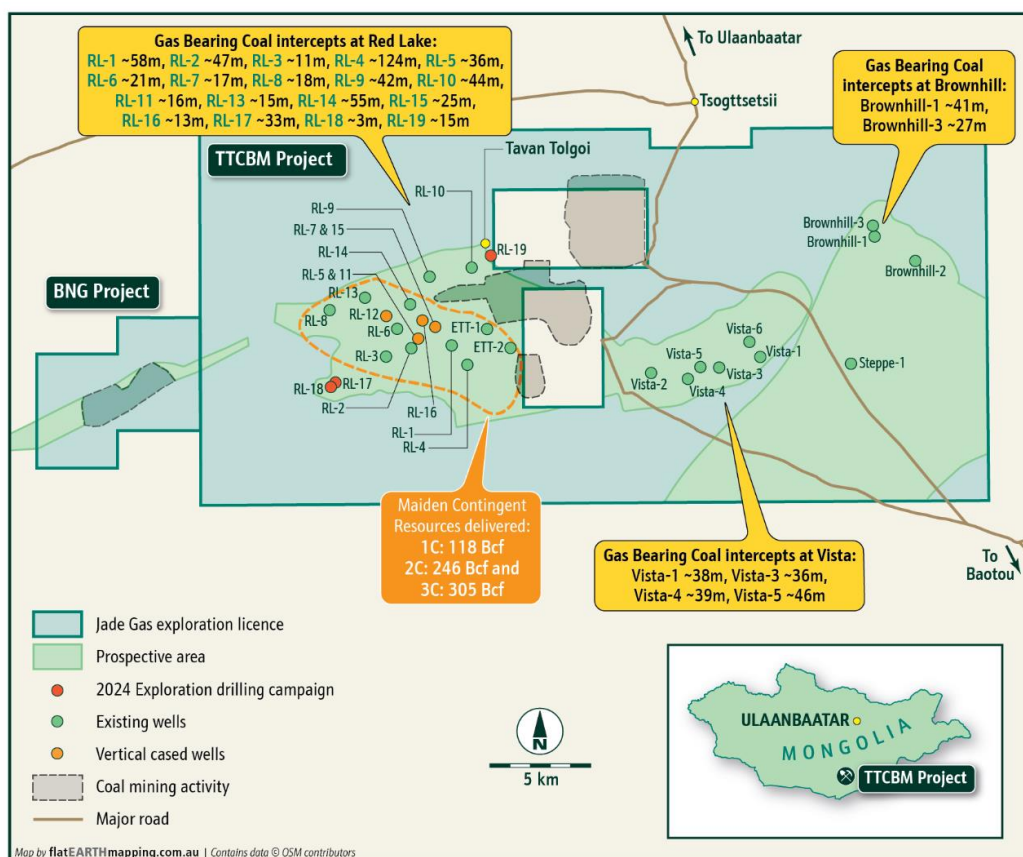 Gas Bearing Coal intercepts at Red Lake:
RL-1 ~58m, RL-2 ~47m, RL-3 ~11m, RL-4 ~124m, RL-5 ~36m,
RL-6 ~21m, RL-7 ~17m, RL-8 ~18m, RL-9 ~42m, RL-10 ~44m,
RL-11 ~16m, RL-13 ~15m, RL-14 ~55m, RL-15 ~25m,
RL-16 ~13m, RL-17 ~33m, RL-18 ~3m, RL-19 ~15m
To Ulaanbaatar
Tsogttsetsii
Gas Bearing Coal
intercepts at Brownhill:
Brownhill-1 ~41m,
Brownhill-3 ~27m
TTCBM Project
Tavan Tolgoi
RL-10
RL-9
RL-7 & 15
RL-14
RL-5 & 11
RL-19
RL-13
RL-12
RL-8
RL-6
RL-3
RL-18
RL-17
RL-2
RL-16
RL-1
RL-4
ETT-1
ETT-2
BNG Project
Brownhill-3
Brownhill-1
Brownhill-2
Vista-6
Vista-1
Vista-5
Vista-3
Vista-2
Vista-4
Steppe-1
Maiden Contingent
Resources delivered:
1C: 118 Bcf
2C: 246 Bcf and
3C: 305 Bcf
Gas Bearing Coal intercepts at Vista:
Vista-1 ~38m, Vista-3 ~36m,
Vista-4 ~39m, Vista-5 ~46m
To
Baotou
Jade Gas exploration licence
Prospective area
2024 Exploration drilling campaign
Existing wells
Vertical cased wells
Coal mining activity
Major road
N
5 km
ULAANBAATAR
MONGOLIA
TTCBM Project
Map by flatEARTHmapping.com.au | Contains data © OSM contributors